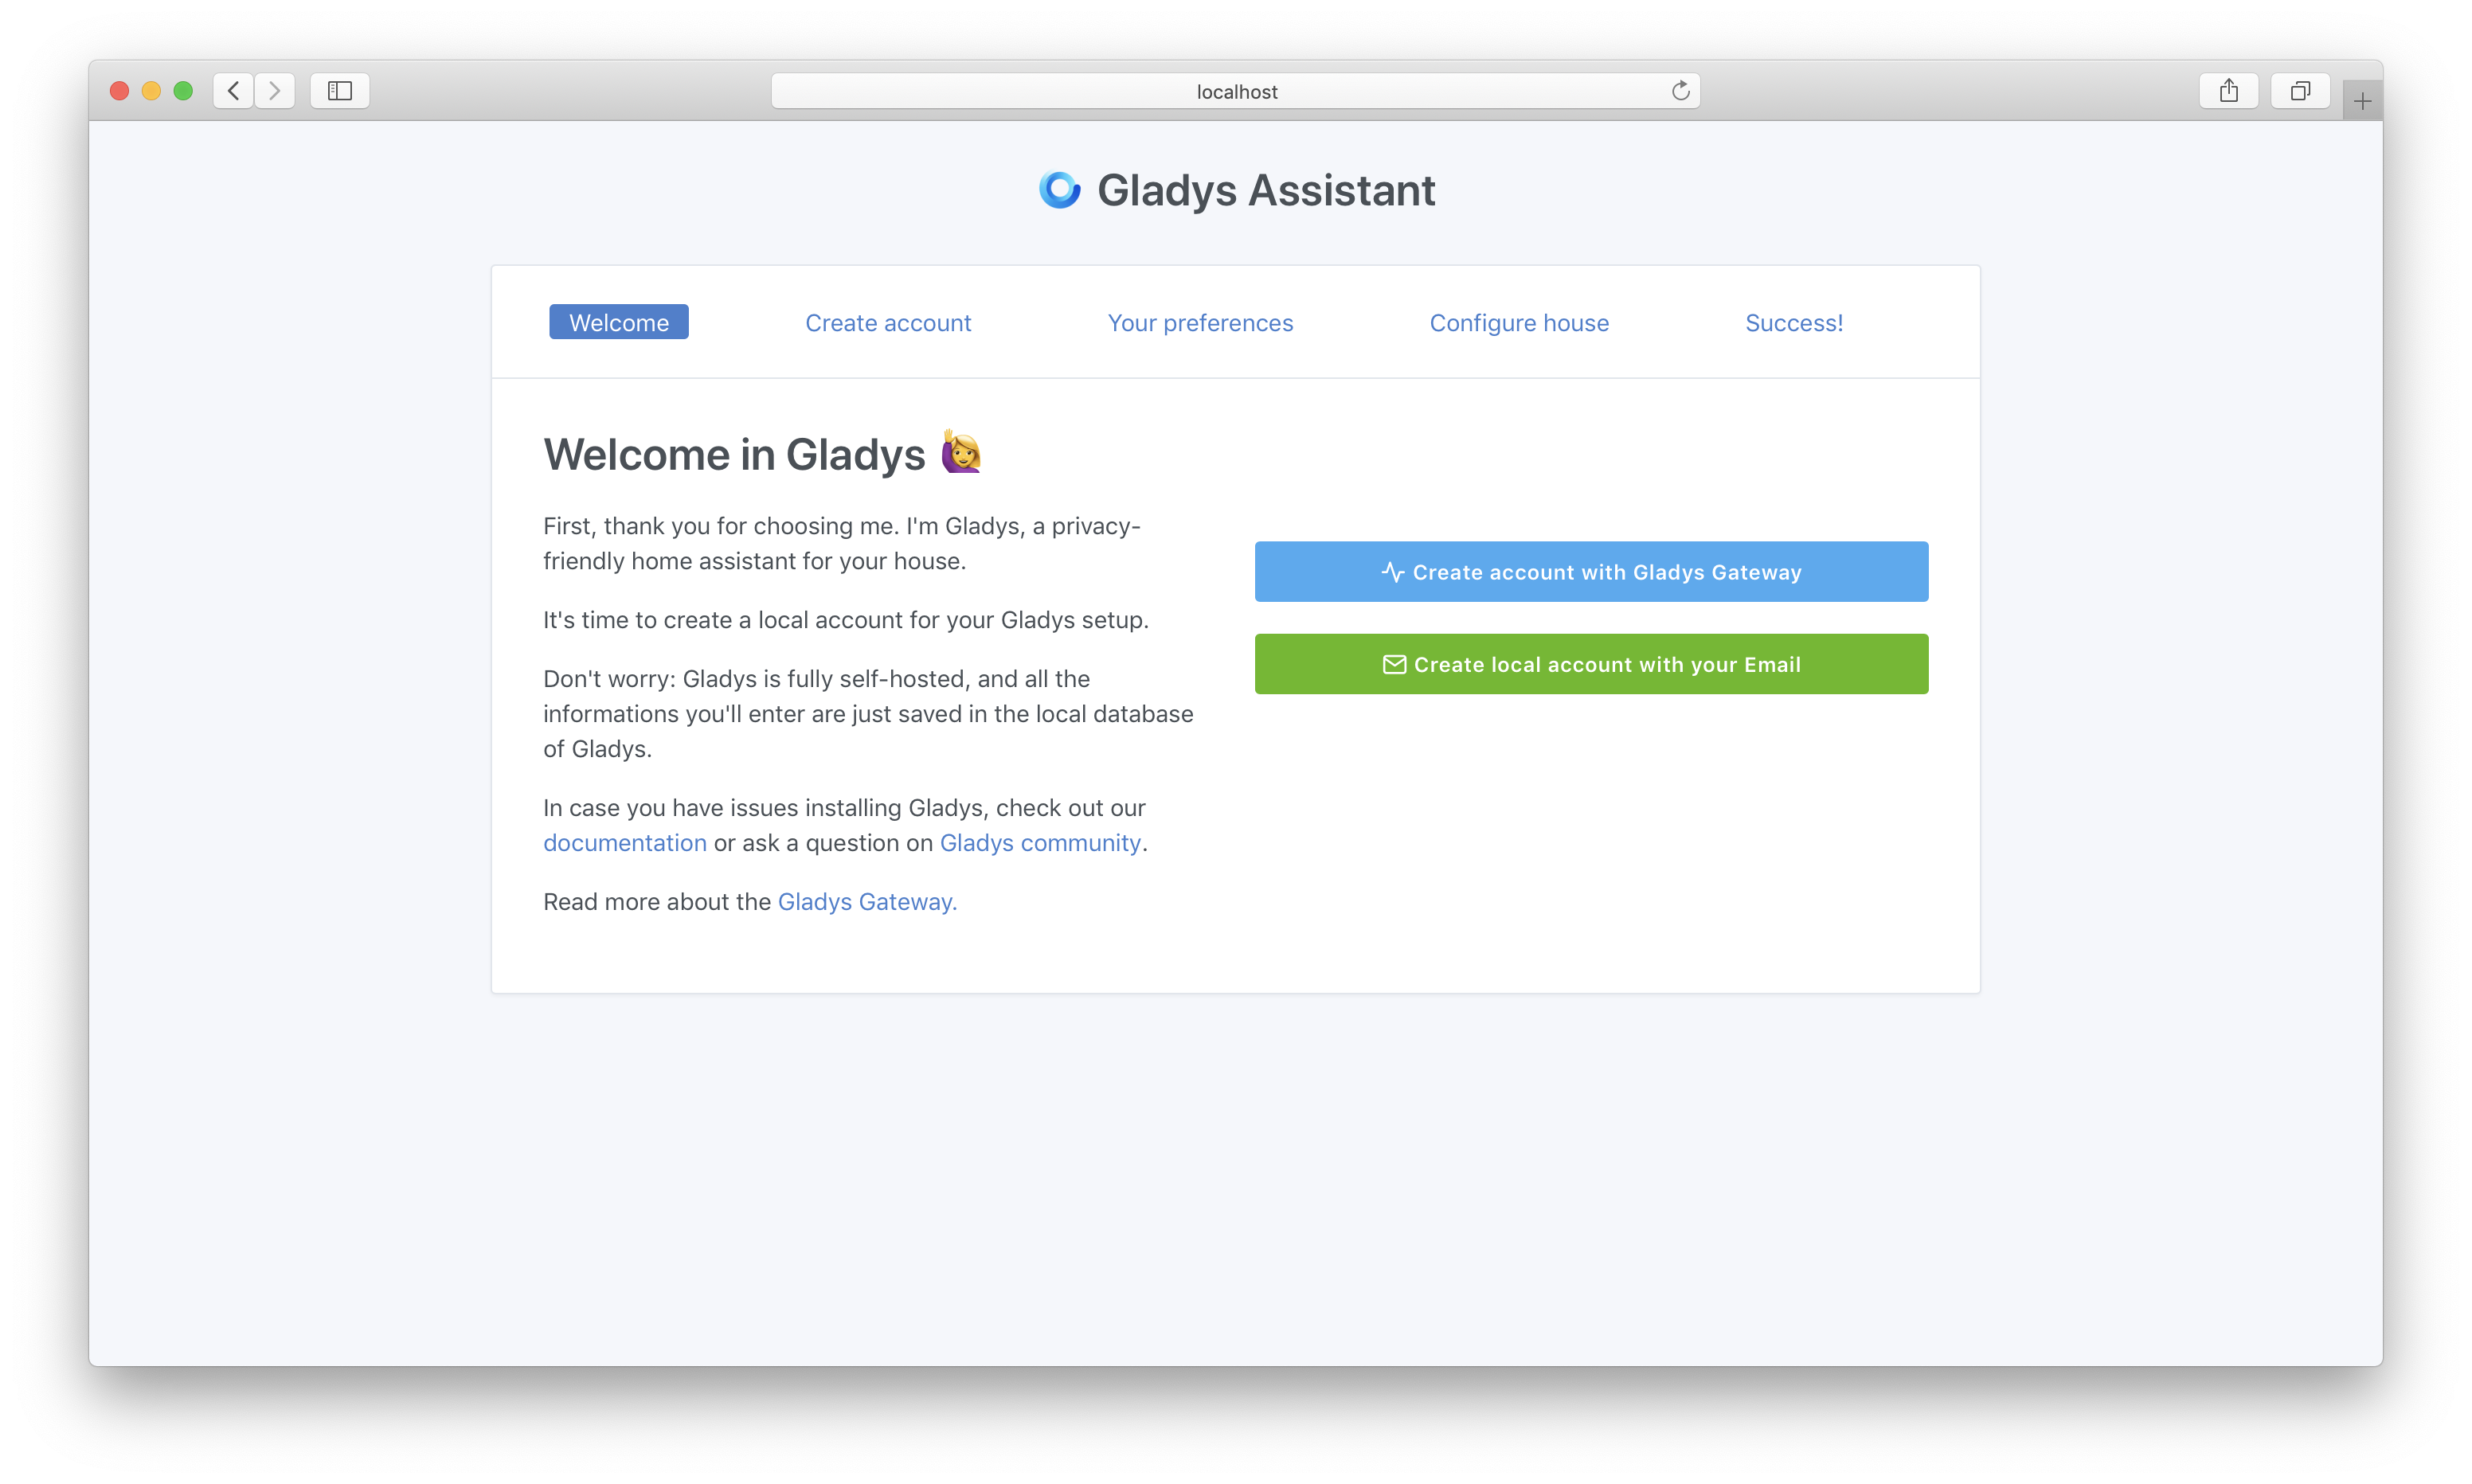 localhost
Gladys Assistant
Welcome
Create account
Your preferences
Configure house
Success!
Welcome in Gladys
First, thank you for choosing me. I'm Gladys, a privacy-
friendly home assistant for your house.
It's time to create a local account for your Gladys setup.
Don't worry: Gladys is fully self-hosted, and all the
informations you'll enter are just saved in the local database
of Gladys.
In case you have issues installing Gladys, check out our
documentation or ask a question on Gladys community.
Read more about the Gladys Gateway.
Create account with Gladys Gateway
Create local account with your Email